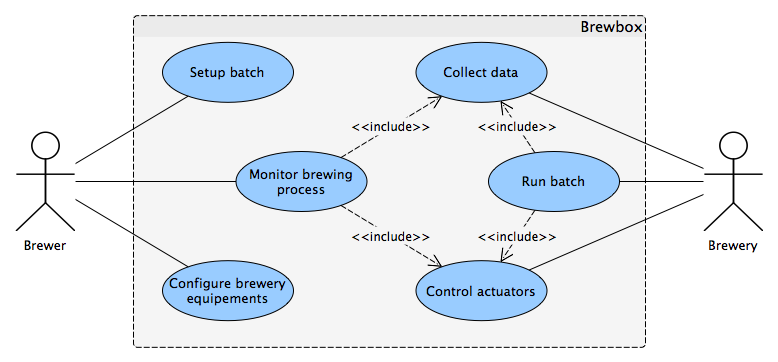 Brewbox
Setup batch
Collect data
<<include>>
<<include>>
Monitor brewing
process
Run batch
Brewer
Brewery
<<include>>
<<include>>
Configure brewery
equipements
Control actuators